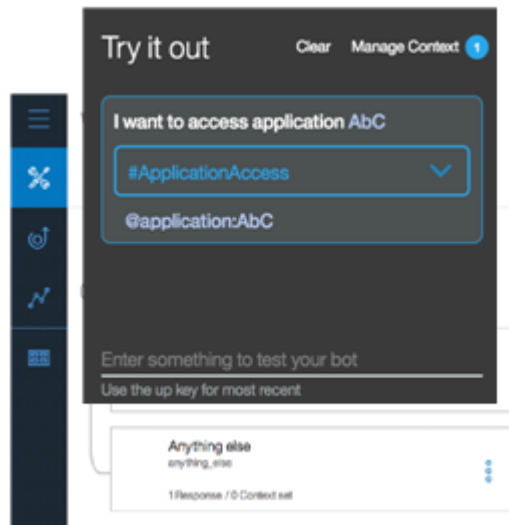 Try it out
Clear
Manage Context 1
I want to access application AbC
#ApplicationAccess
@application:AbC
Enter something to test your bot
Use the up key for most recent
Anything else
anything_else
1 Response / 0 Context set